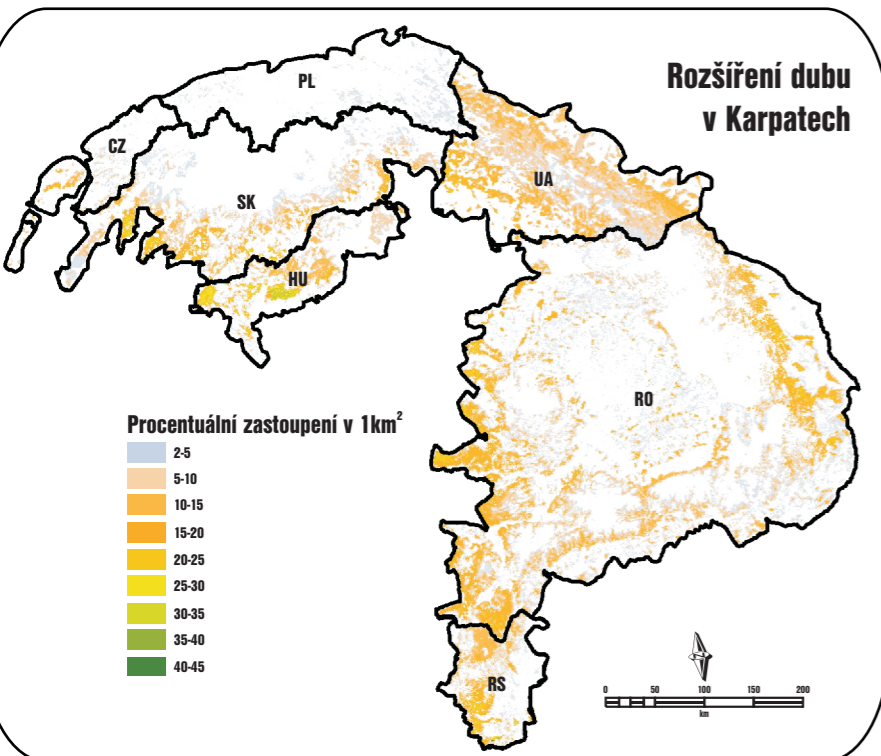 Rozšíření dubu
v Karpatech
PL
CZ
SK
UA
HU
RO
RS
Procentuální zastoupení v 1km²
2-5
5-10
10-15
15-20
20-25
25-30
30-35
35-40
40-45
0 50 100 150 200
km